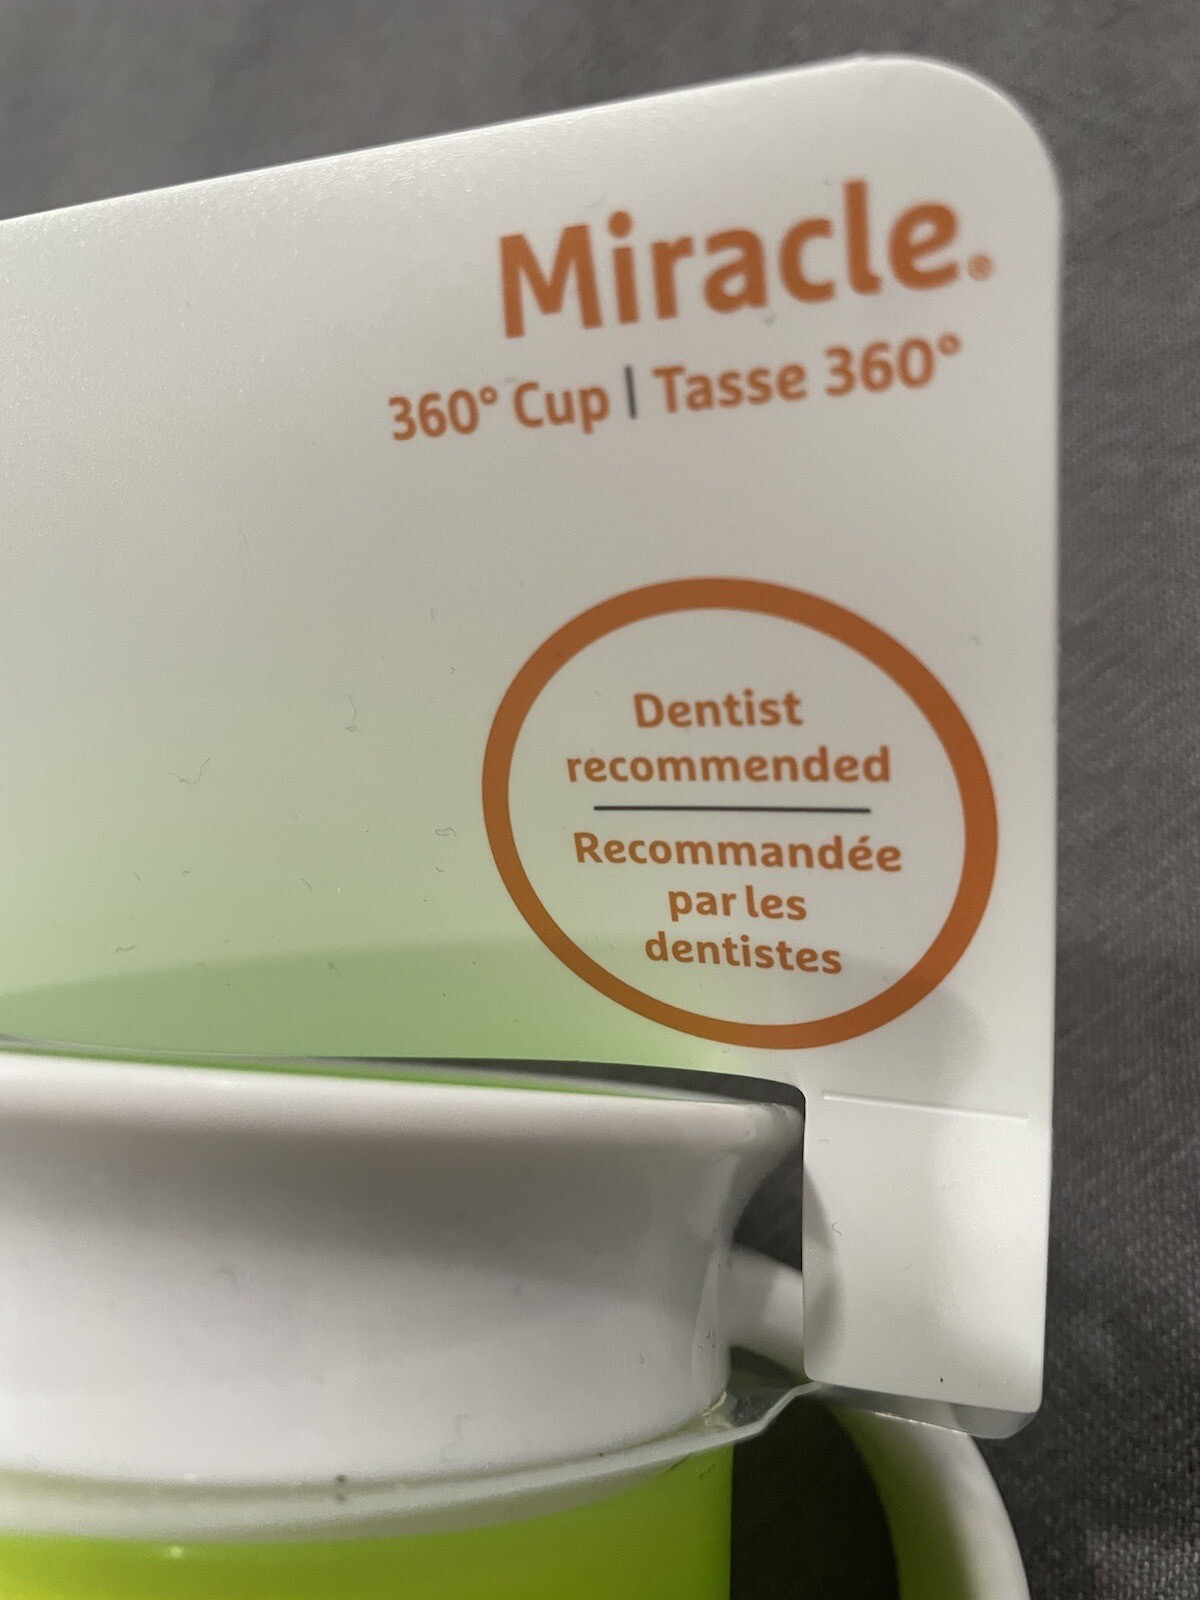 Miracle®
360° Cup | Tasse 360°
Dentist
recommended
Recommandée
par les
dentistes